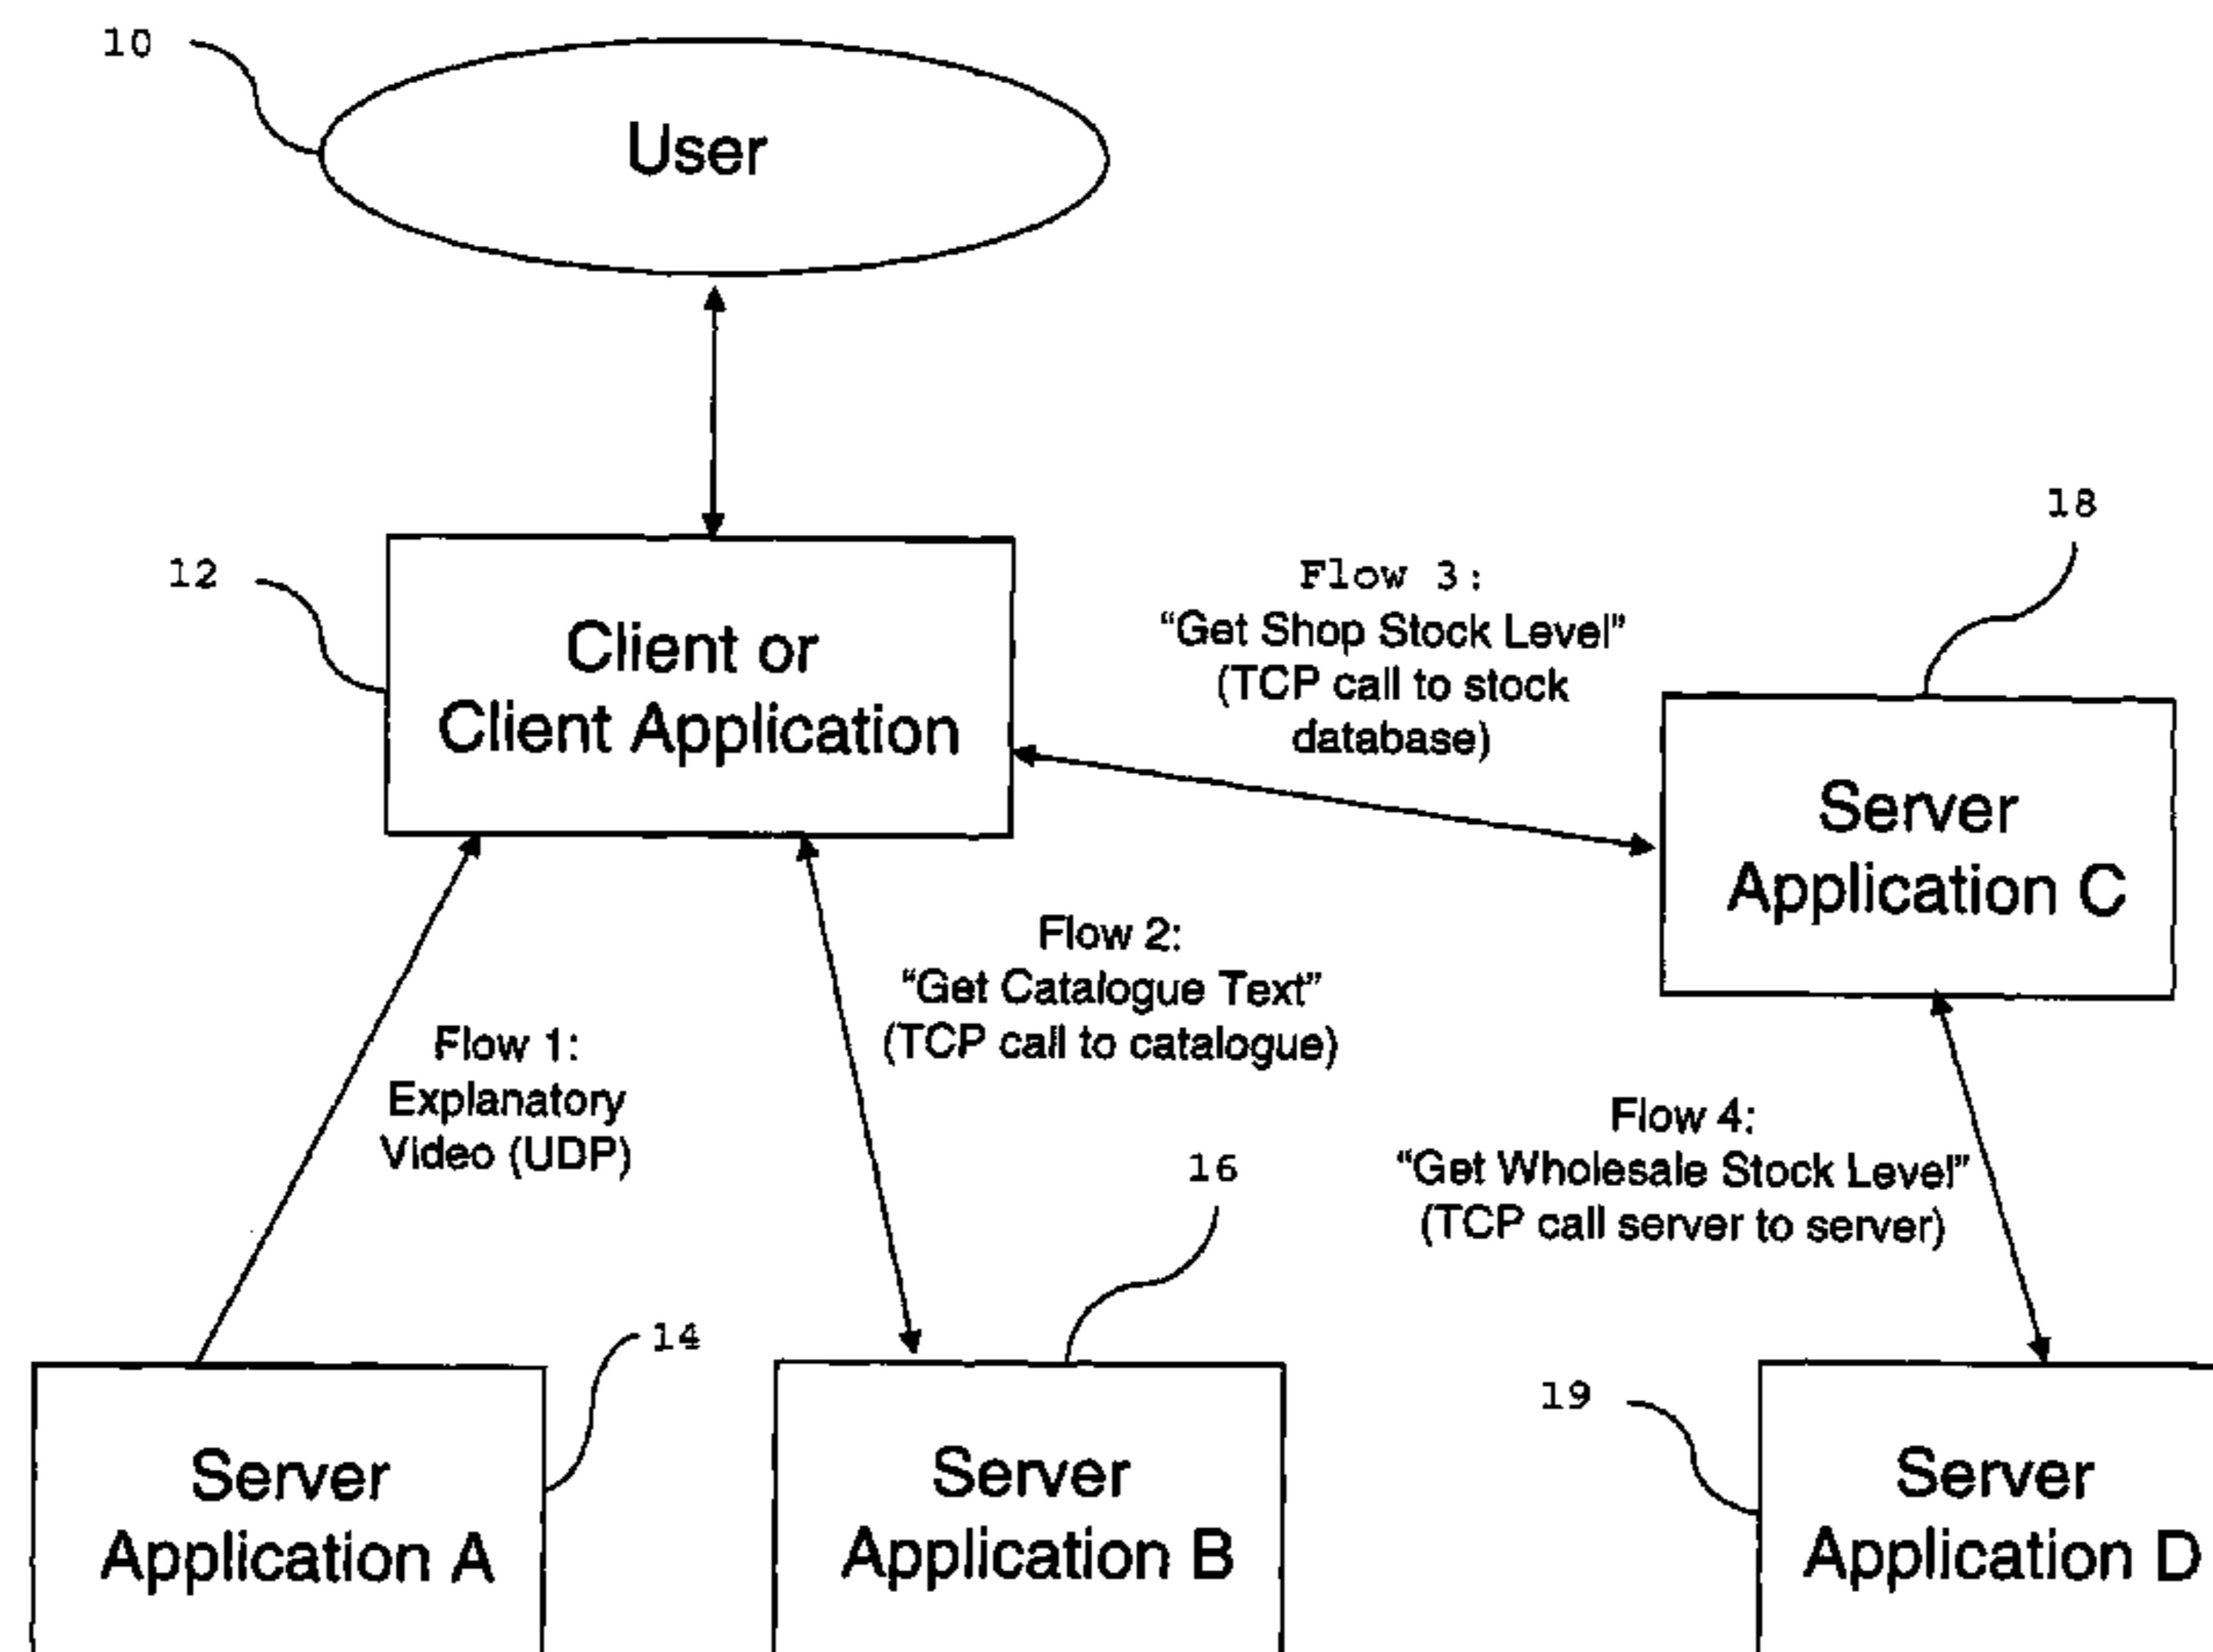 10
User
12
Client or
Client Application
Flow 3:
“Get Shop Stock Level”
(TCP call to stock
database)
18
Server
Application C
Flow 1:
Explanatory
Video (UDP)
Flow 2:
“Get Catalogue Text”
(TCP call to catalogue)
Flow 4:
“Get Wholesale Stock Level”
(TCP call server to server)
14
Server
Application A
16
Server
Application B
19
Server
Application D